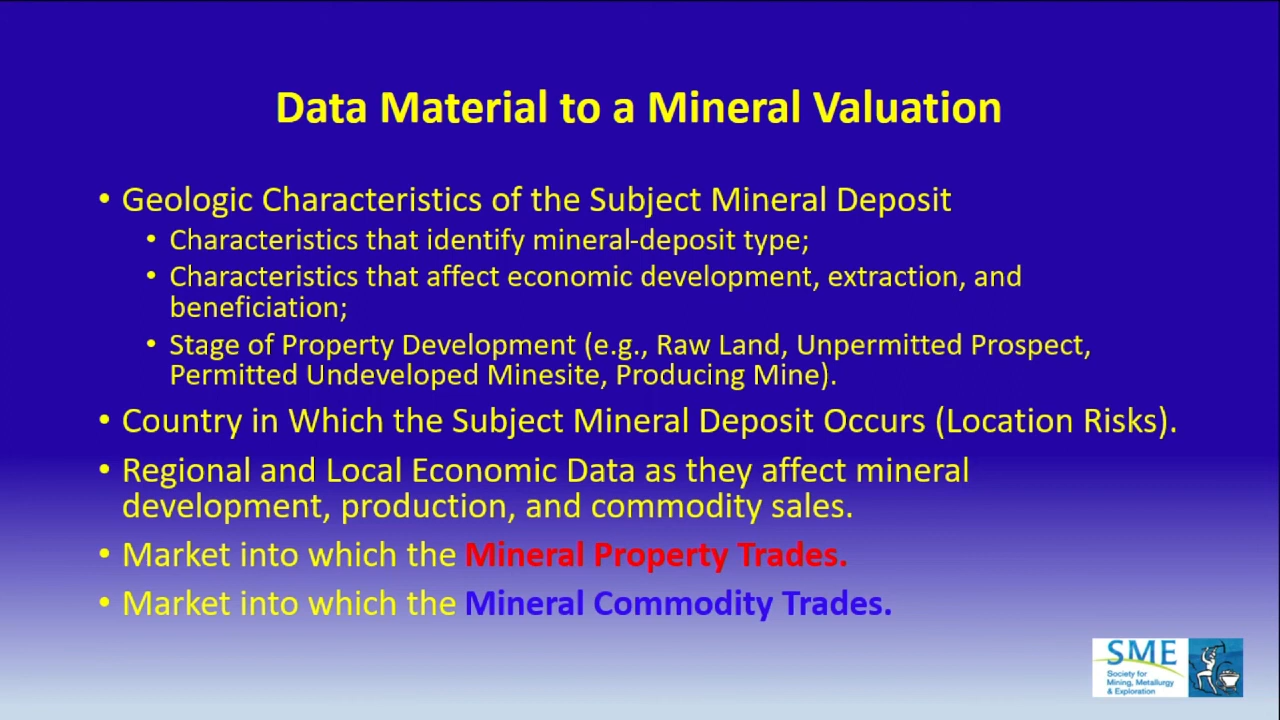 Data Material to a Mineral Valuation
• Geologic Characteristics of the Subject Mineral Deposit
• Characteristics that identify mineral-deposit type;
• Characteristics that affect economic development, extraction, and
beneficiation;
• Stage of Property Development (e.g., Raw Land, Unpermitted Prospect,
Permitted Undeveloped Minesite, Producing Mine).
• Country in Which the Subject Mineral Deposit Occurs (Location Risks).
• Regional and Local Economic Data as they affect mineral
development, production, and commodity sales.
• Market into which the Mineral Property Trades.
• Market into which the Mineral Commodity Trades.
SME
Society for
Mining, Metallurgy
& Exploration